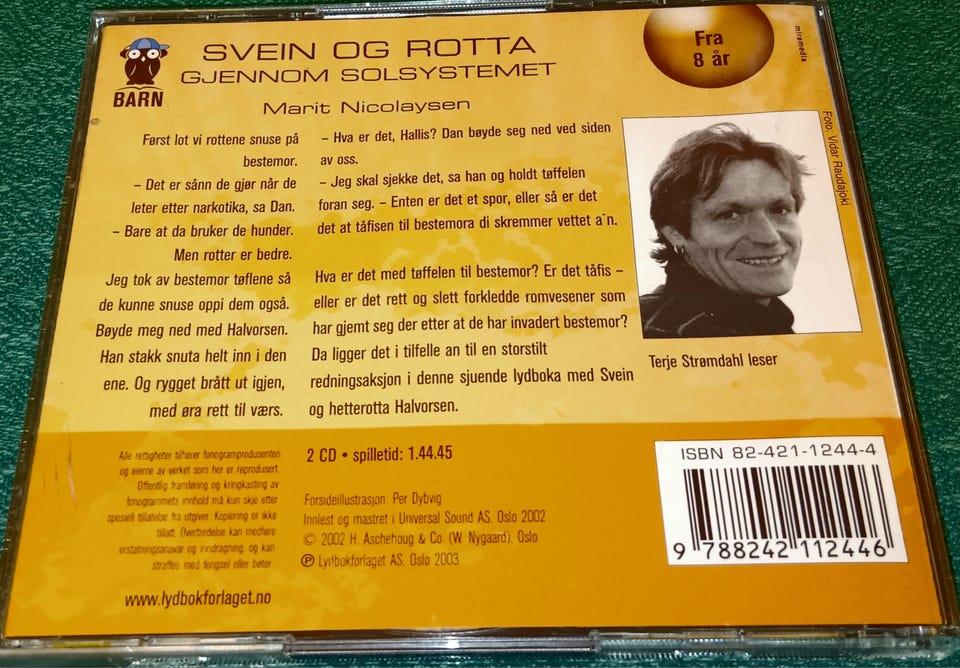 SVEIN OG ROTTA
GJENNOM SOLSYSTEMET
Marit Nicolaysen
BARN
Fra
8 år
miramedia
Først lot vi rottene snuse på
bestemor.
– Det er sånn de gjør når de
leter etter narkotika, sa Dan.
– Bare at da bruker de hunder.
Men rotter er bedre.
Jeg tok av bestemor tøflene så
de kunne snuse oppi dem også.
Bøyde meg ned med Halvorsen.
Han stakk snuta helt inn i den
ene. Og rygget brått ut igjen,
med øra rett til værs.
– Hva er det, Hallis? Dan bøyde seg ned ved siden
av oss.
– Jeg skal sjekke det, sa han og holdt tøffelen
foran seg. – Enten er det et spor, eller så er det
det at tåfisen til bestemora di skremmer vettet a´n.
Hva er det med tøffelen til bestemor? Er det tåfis –
eller er det rett og slett forkledde romvesener som
har gjemt seg der etter at de har invadert bestemor?
Da ligger det i tilfelle an til en storstilt
redningsaksjon i denne sjuende lydboka med Svein
og hetterotta Halvorsen.
Foto: Vidar Raudajoki
Terje Strømdahl leser
Alle rettigheter tilhører fonogramprodusenten
og eierne av verket som her er reprodusert.
Offentlig framføring og kringkasting av
fonogrammets innhold må kun skje etter
spesiell tillatelse fra utgiver. Kopiering er ikke
tillatt. Overtredelse kan medføre
erstatningsansvar og inndragning, og kan
straffes med fengsel eller bøter.
www.lydbokforlaget.no
2 CD • spilletid: 1.44.45
Forsideillustrasjon: Per Dybvig
Innlest og mastret i Universal Sound AS, Oslo 2002
© 2002 H. Aschehoug & Co. (W. Nygaard), Oslo
℗ Lydbokforlaget AS, Oslo 2003
ISBN 82-421-1244-4
9 788242 112446